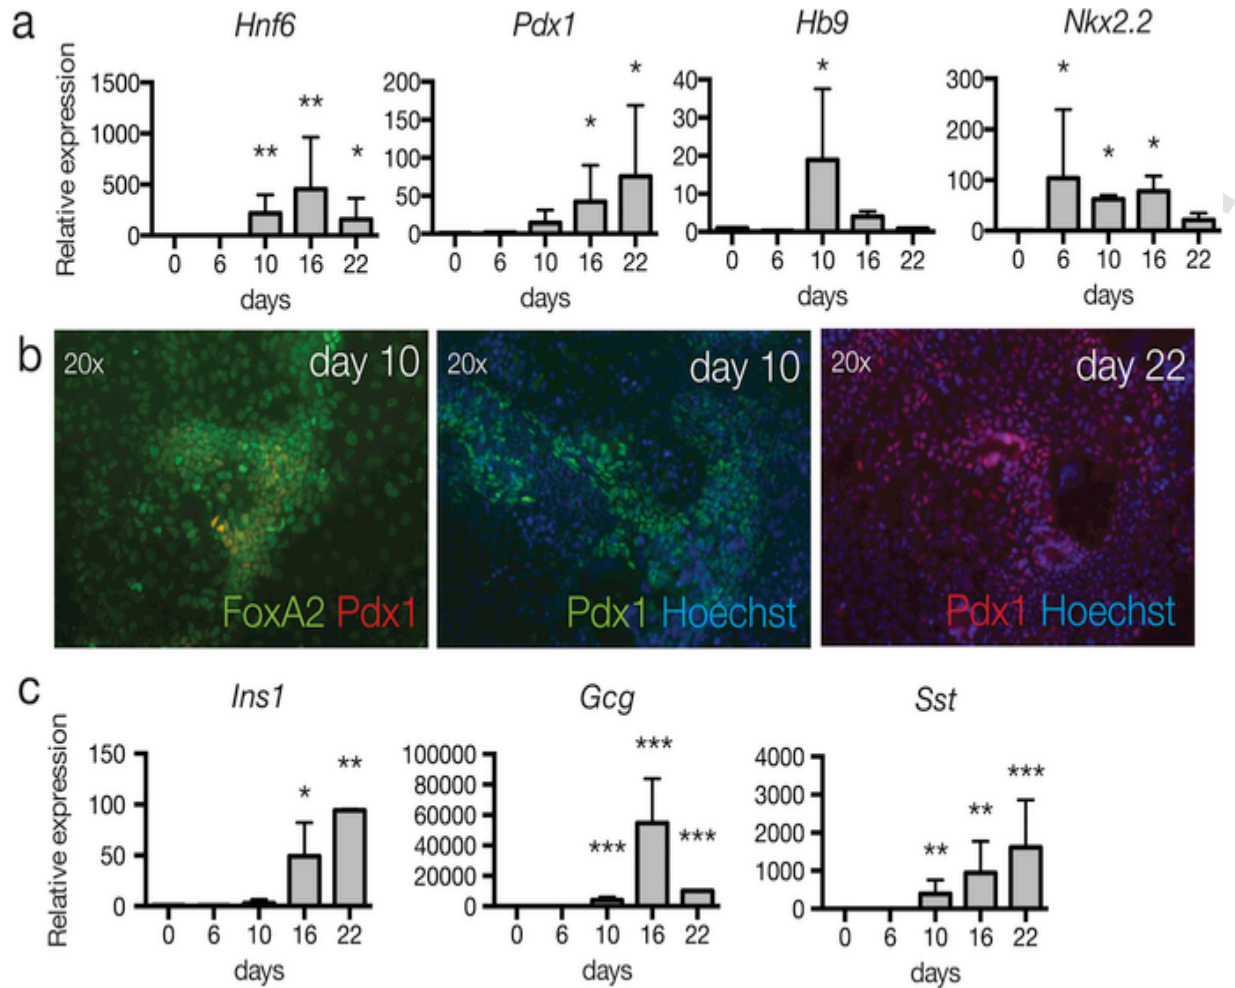 a
Hnf6 Pdx1 Hb9 Nkx2.2
Relative expression
1500
1000
500
0
** ** *
0 6 10 16 22
days
200
150
100
50
0
* *
0 6 10 16 22
days
40
30
20
10
0
*
0 6 10 16 22
days
300
200
100
0
* * *
0 6 10 16 22
days
b
20x day 10
FoxA2 Pdx1
20x day 10
Pdx1 Hoechst
20x day 22
Pdx1 Hoechst
c
Ins1 Gcg Sst
Relative expression
150
100
50
0
* **
0 6 10 16 22
days
100000
80000
60000
40000
20000
0
*** *** ***
0 6 10 16 22
days
4000
3000
2000
1000
0
** ** ***
0 6 10 16 22
days